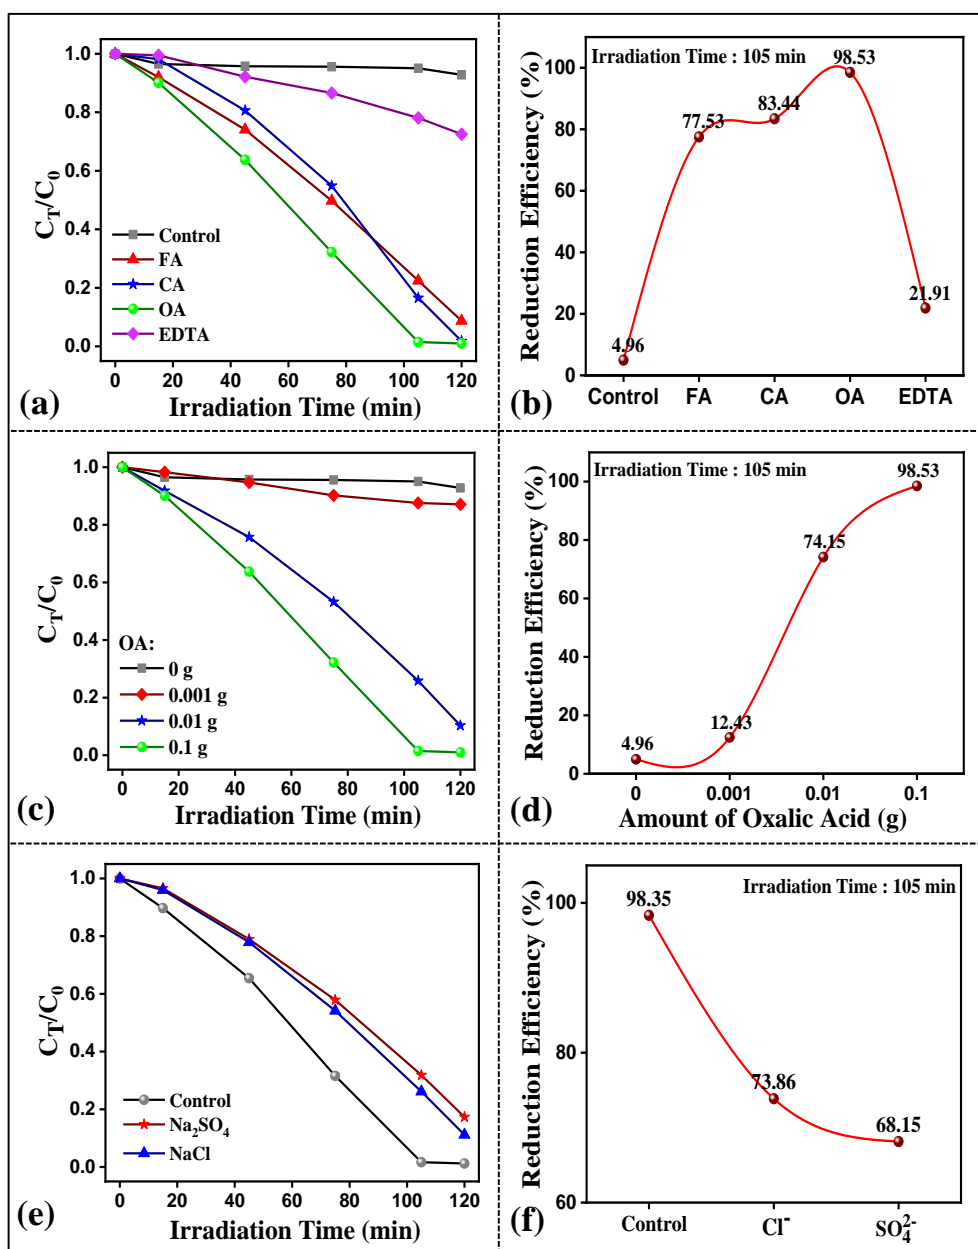 1.0
0.8
0.6
0.4
0.2
0.0
C_T/C_0
Control
FA
CA
OA
EDTA
0 20 40 60 80 100 120
Irradiation Time (min)
(a)
Irradiation Time : 105 min
100
80
60
40
20
0
Reduction Efficiency (%)
4.96
77.53
83.44
98.53
21.91
Control FA CA OA EDTA
(b)
1.0
0.8
0.6
0.4
0.2
0.0
C_T/C_0
OA:
0 g
0.001 g
0.01 g
0.1 g
0 20 40 60 80 100 120
Irradiation Time (min)
(c)
Irradiation Time : 105 min
100
80
60
40
20
0
Reduction Efficiency (%)
4.96
12.43
74.15
98.53
0 0.001 0.01 0.1
Amount of Oxalic Acid (g)
(d)
1.0
0.8
0.6
0.4
0.2
0.0
C_T/C_0
Control
Na₂SO₄
NaCl
0 20 40 60 80 100 120
Irradiation Time (min)
(e)
Irradiation Time : 105 min
100
80
60
Reduction Efficiency (%)
98.35
73.86
68.15
Control Cl⁻ SO₄²⁻
(f)